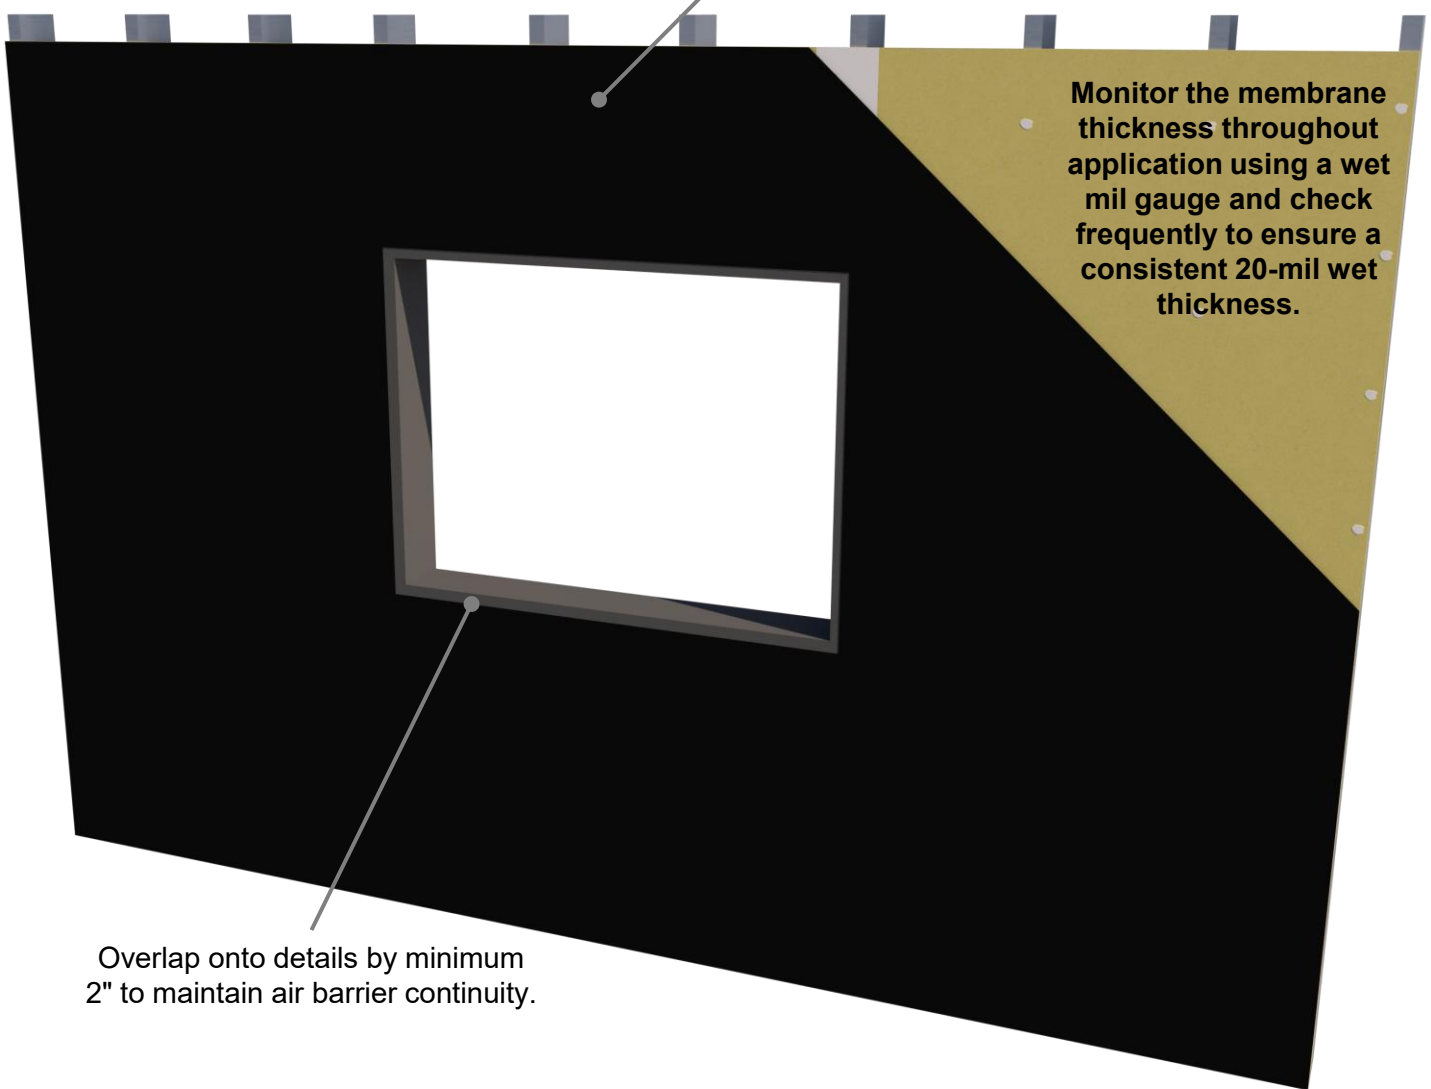 Monitor the membrane
thickness throughout
application using a wet
mil gauge and check
frequently to ensure a
consistent 20-mil wet
thickness.
Overlap onto details by minimum
2" to maintain air barrier continuity.